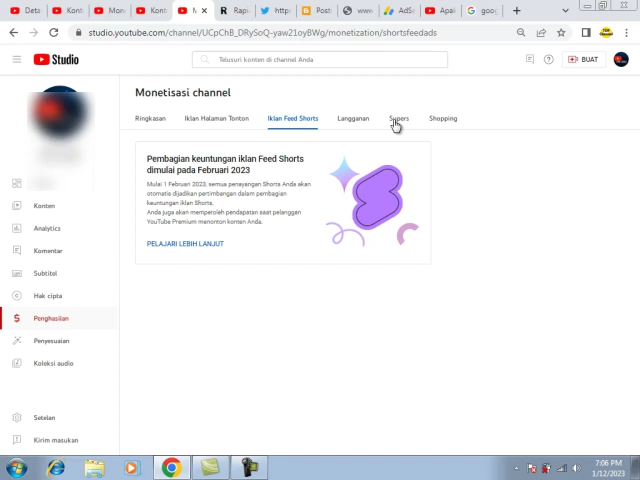 Deta
Kont
Mon
Kont
M
Rapi
http
Posti
www
AdS
Apak
goog
studio.youtube.com/channel/UCpChB_DRySoQ-yaw21oyBWg/monetization/shortsfeedads
Studio
Telusuri konten di channel Anda
BUAT
Monetisasi channel
Ringkasan
Iklan Halaman Tonton
Iklan Feed Shorts
Langganan
Supers
Shopping
Pembagian keuntungan iklan Feed Shorts
dimulai pada Februari 2023
Mulai 1 Februari 2023, semua penayangan Shorts Anda
otomatis dijadikan pertimbangan dalam pembagian
keuntungan iklan Shorts.
Anda juga akan memperoleh pendapatan saat pelanggan
YouTube Premium menonton konten Anda.
PELAJARI LEBIH LANJUT
Konten
Analytics
Komentar
Subtitel
Hak cipta
Penghasilan
Penyesuaian
Koleksi audio
Setelan
Kirim masukan
7:06 PM
1/12/2023